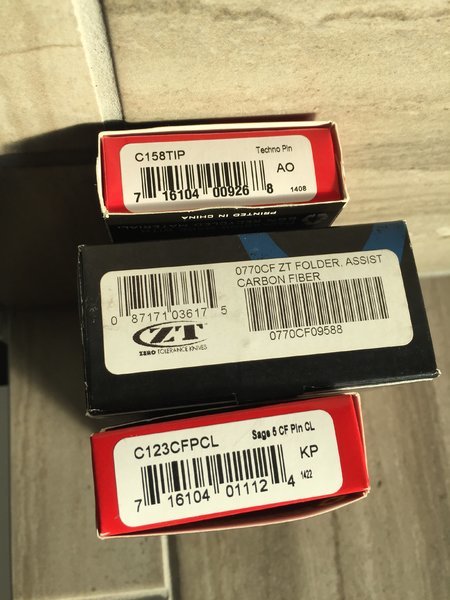 C158TIP Techno Pln
AO
7 16104 00926 8 1408
PRINTED IN CHINA
0770CF ZT FOLDER, ASSIST
CARBON FIBER
0 87171 03617 5
0770CF09588
ZT
ZERO TOLERANCE KNIVES
C123CFPCL Sage 5 CF Pln CL
KP
7 16104 01112 4 1422